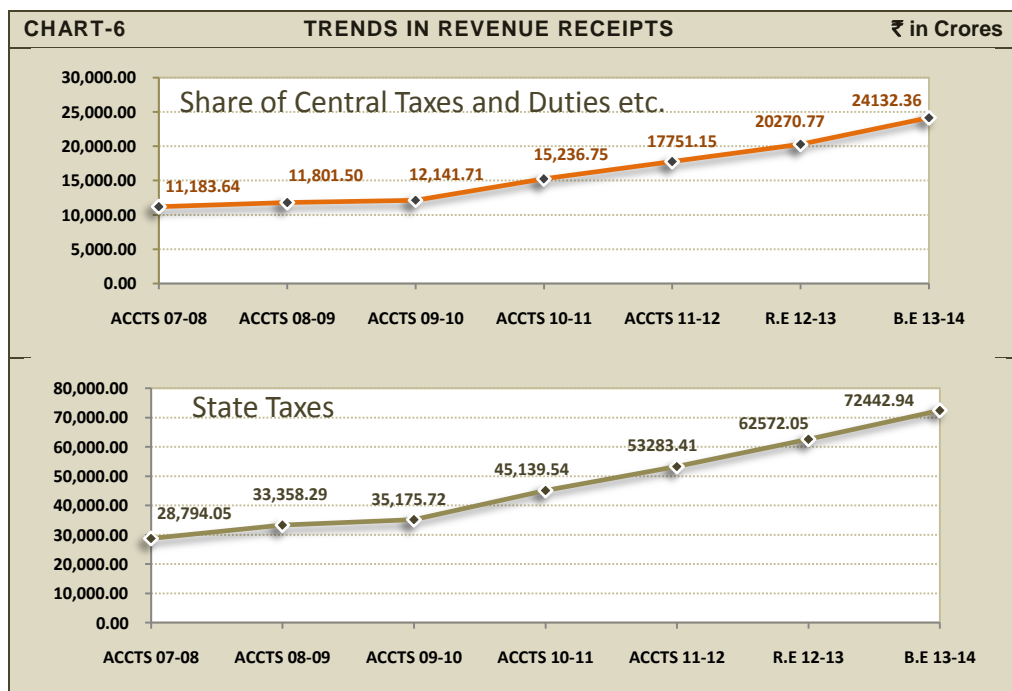 CHART-6 TRENDS IN REVENUE RECEIPTS ₹ in Crores
Share of Central Taxes and Duties etc.
30,000.00
25,000.00
20,000.00
15,000.00
10,000.00
5,000.00
0.00
11,183.64 11,801.50 12,141.71 15,236.75 17751.15 20270.77 24132.36
ACCTS 07-08 ACCTS 08-09 ACCTS 09-10 ACCTS 10-11 ACCTS 11-12 R.E 12-13 B.E 13-14
State Taxes
80,000.00
70,000.00
60,000.00
50,000.00
40,000.00
30,000.00
20,000.00
10,000.00
0.00
28,794.05 33,358.29 35,175.72 45,139.54 53283.41 62572.05 72442.94
ACCTS 07-08 ACCTS 08-09 ACCTS 09-10 ACCTS 10-11 ACCTS 11-12 R.E 12-13 B.E 13-14